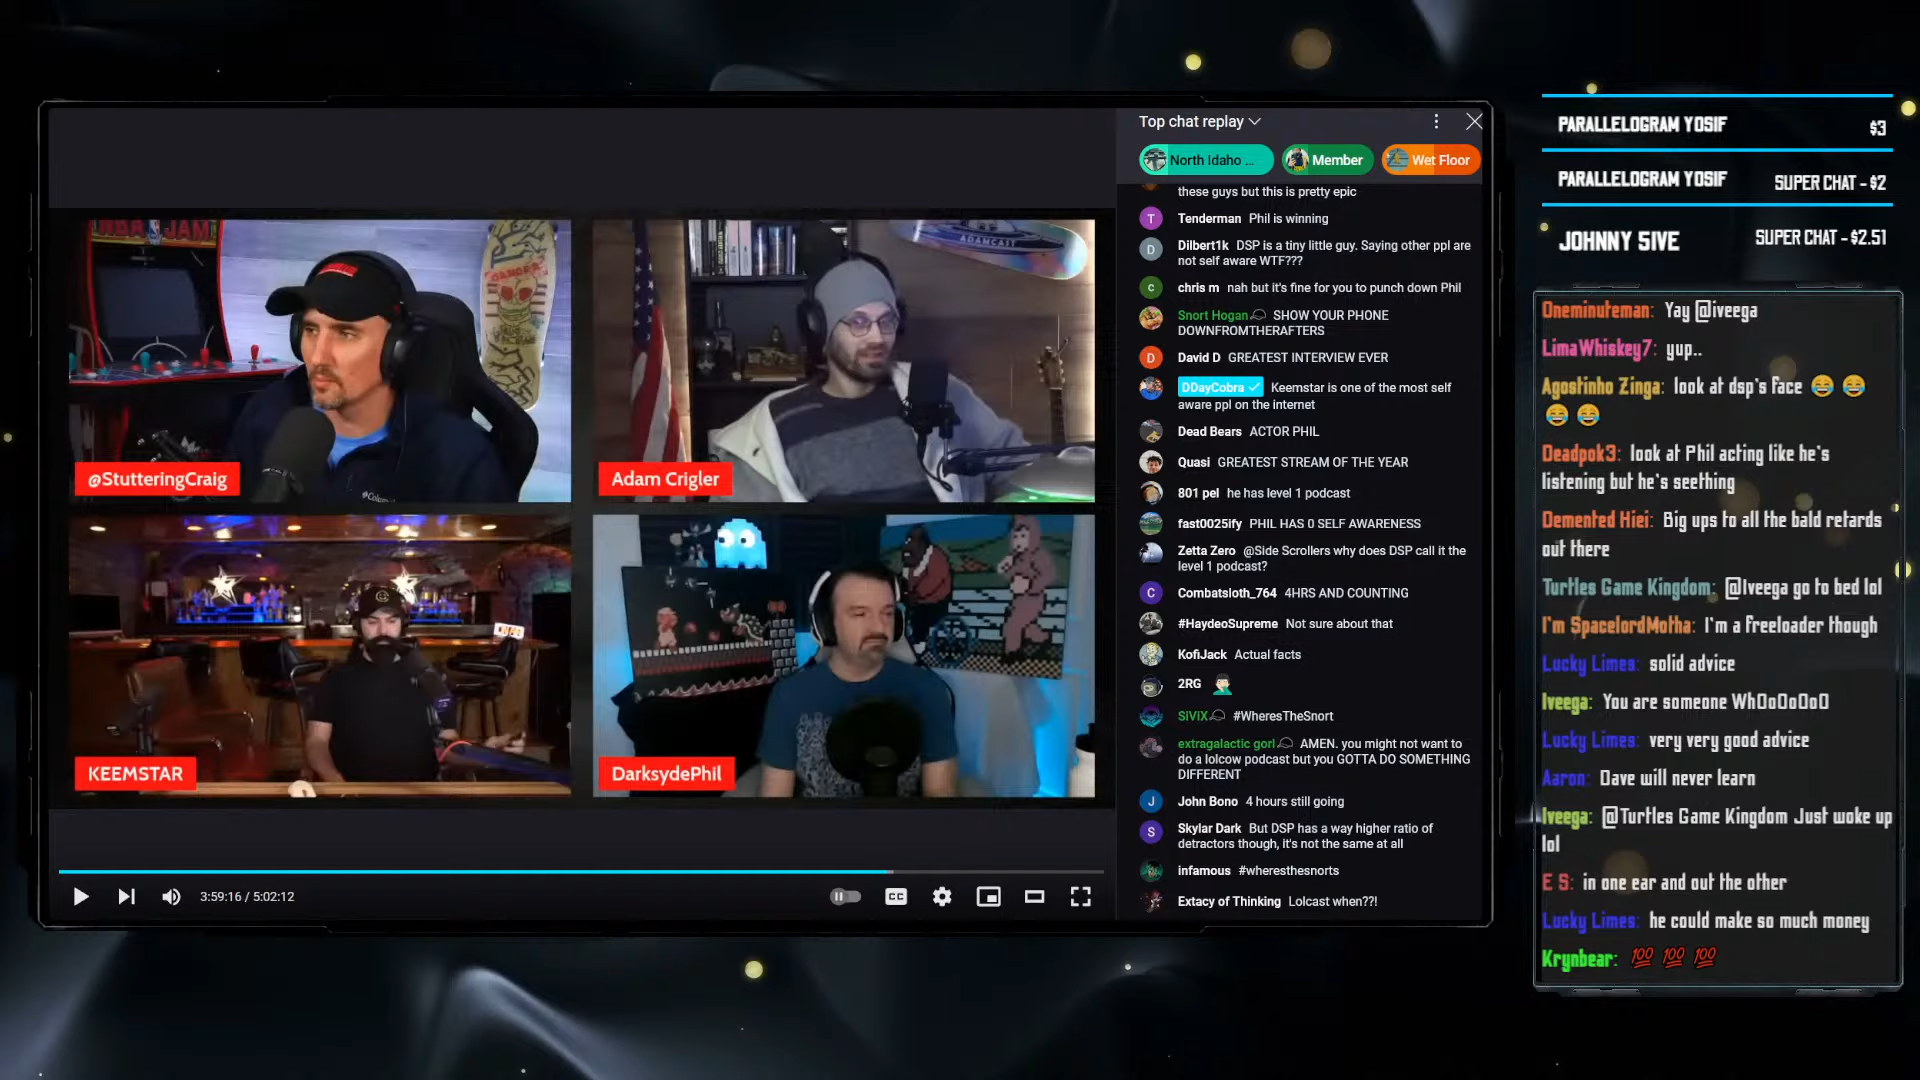 NBA JAM
DANGER
@StutteringCraig
ADAMCAST
Adam Crigler
KEEMSTAR
DarksydePhil
3:59:16 / 5:02:12
CC
Top chat replay
North Idaho ...
Member
Wet Floor
these guys but this is pretty epic
T Tenderman Phil is winning
D Dilbert1k DSP is a tiny little guy. Saying other ppl are
not self aware WTF???
c chris m nah but it's fine for you to punch down Phil
Snort Hogan SHOW YOUR PHONE
DOWNFROMTHERAFTERS
D David D GREATEST INTERVIEW EVER
DDayCobra Keemstar is one of the most self
aware ppl on the internet
Dead Bears ACTOR PHIL
Quasi GREATEST STREAM OF THE YEAR
801 pel he has level 1 podcast
fast0025ify PHIL HAS 0 SELF AWARENESS
Zetta Zero @Side Scrollers why does DSP call it the
level 1 podcast?
C Combatsloth_764 4HRS AND COUNTING
#HaydeoSupreme Not sure about that
KofiJack Actual facts
2RG 🤦🏻‍♂️
SIVIX #WheresTheSnort
extragalactic gorl AMEN. you might not want to
do a lolcow podcast but you GOTTA DO SOMETHING
DIFFERENT
J John Bono 4 hours still going
S Skylar Dark But DSP has a way higher ratio of
detractors though, it's not the same at all
infamous #wheresthesnorts
Extacy of Thinking Lolcast when??!
PARALLELOGRAM YOSIF $3
PARALLELOGRAM YOSIF SUPER CHAT - $2
JOHNNY 5IVE SUPER CHAT - $2.51
Oneminuteman: Yay @iveega
LimaWhiskey7: yup..
Agostinho Zinga: look at dsp's face 😂 😂
😂 😂
Deadpok3: look at Phil acting like he's
listening but he's seething
Demented Hiei: Big ups to all the bald retards
out there
Turtles Game Kingdom: @Iveega go to bed lol
I'm SpacelordMotha: I'm a freeloader though
Lucky Limes: solid advice
Iveega: You are someone WhOoOoOoO
Lucky Limes: very very good advice
Aaron: Dave will never learn
Iveega: @Turtles Game Kingdom Just woke up
lol
E S: in one ear and out the other
Lucky Limes: he could make so much money
Krynbear: 💯 💯 💯